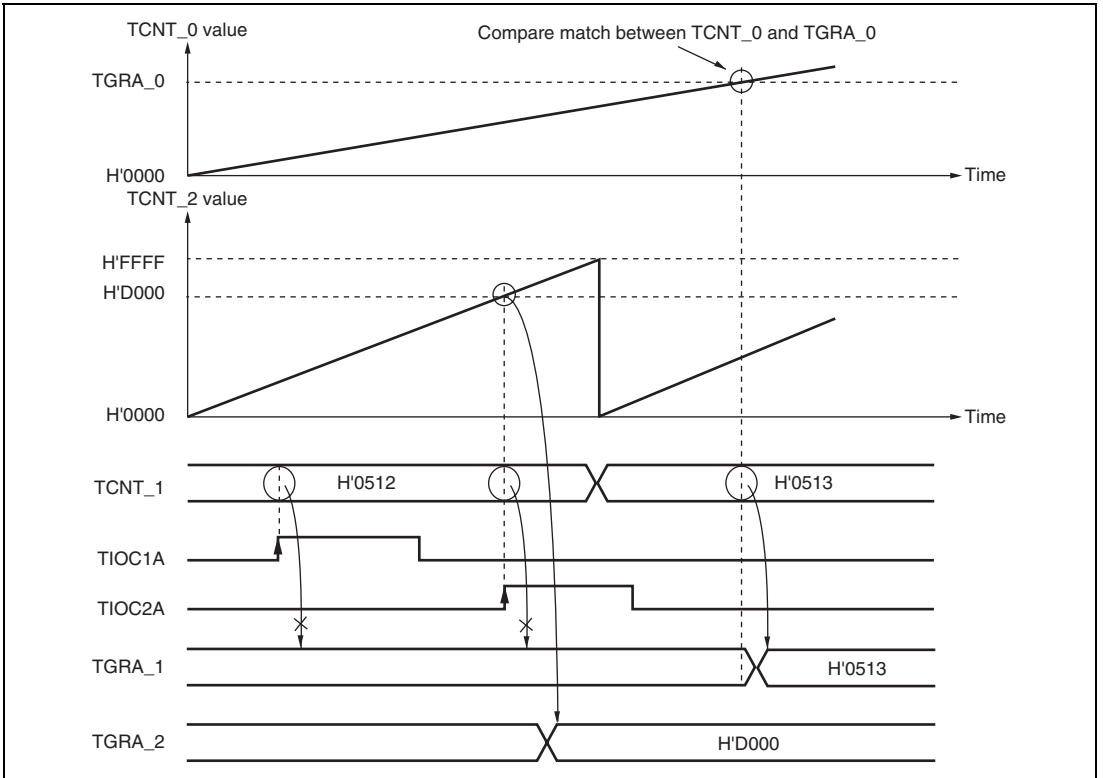 TCNT_0 value
Compare match between TCNT_0 and TGRA_0
TGRA_0
H'0000
Time
TCNT_2 value
H'FFFF
H'D000
H'0000
Time
TCNT_1
H'0512
H'0513
TIOC1A
TIOC2A
TGRA_1
H'0513
TGRA_2
H'D000